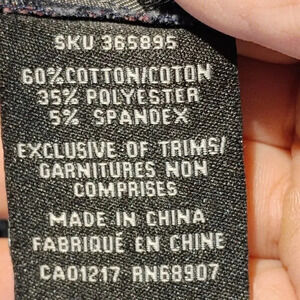 SKU 365895
60%COTTON/COTON
35% POLYESTER
5% SPANDEX
EXCLUSIVE OF TRIMS/
GARNITURES NON
COMPRISES
MADE IN CHINA
FABRIQUÉ EN CHINE
CA01217 RN68907